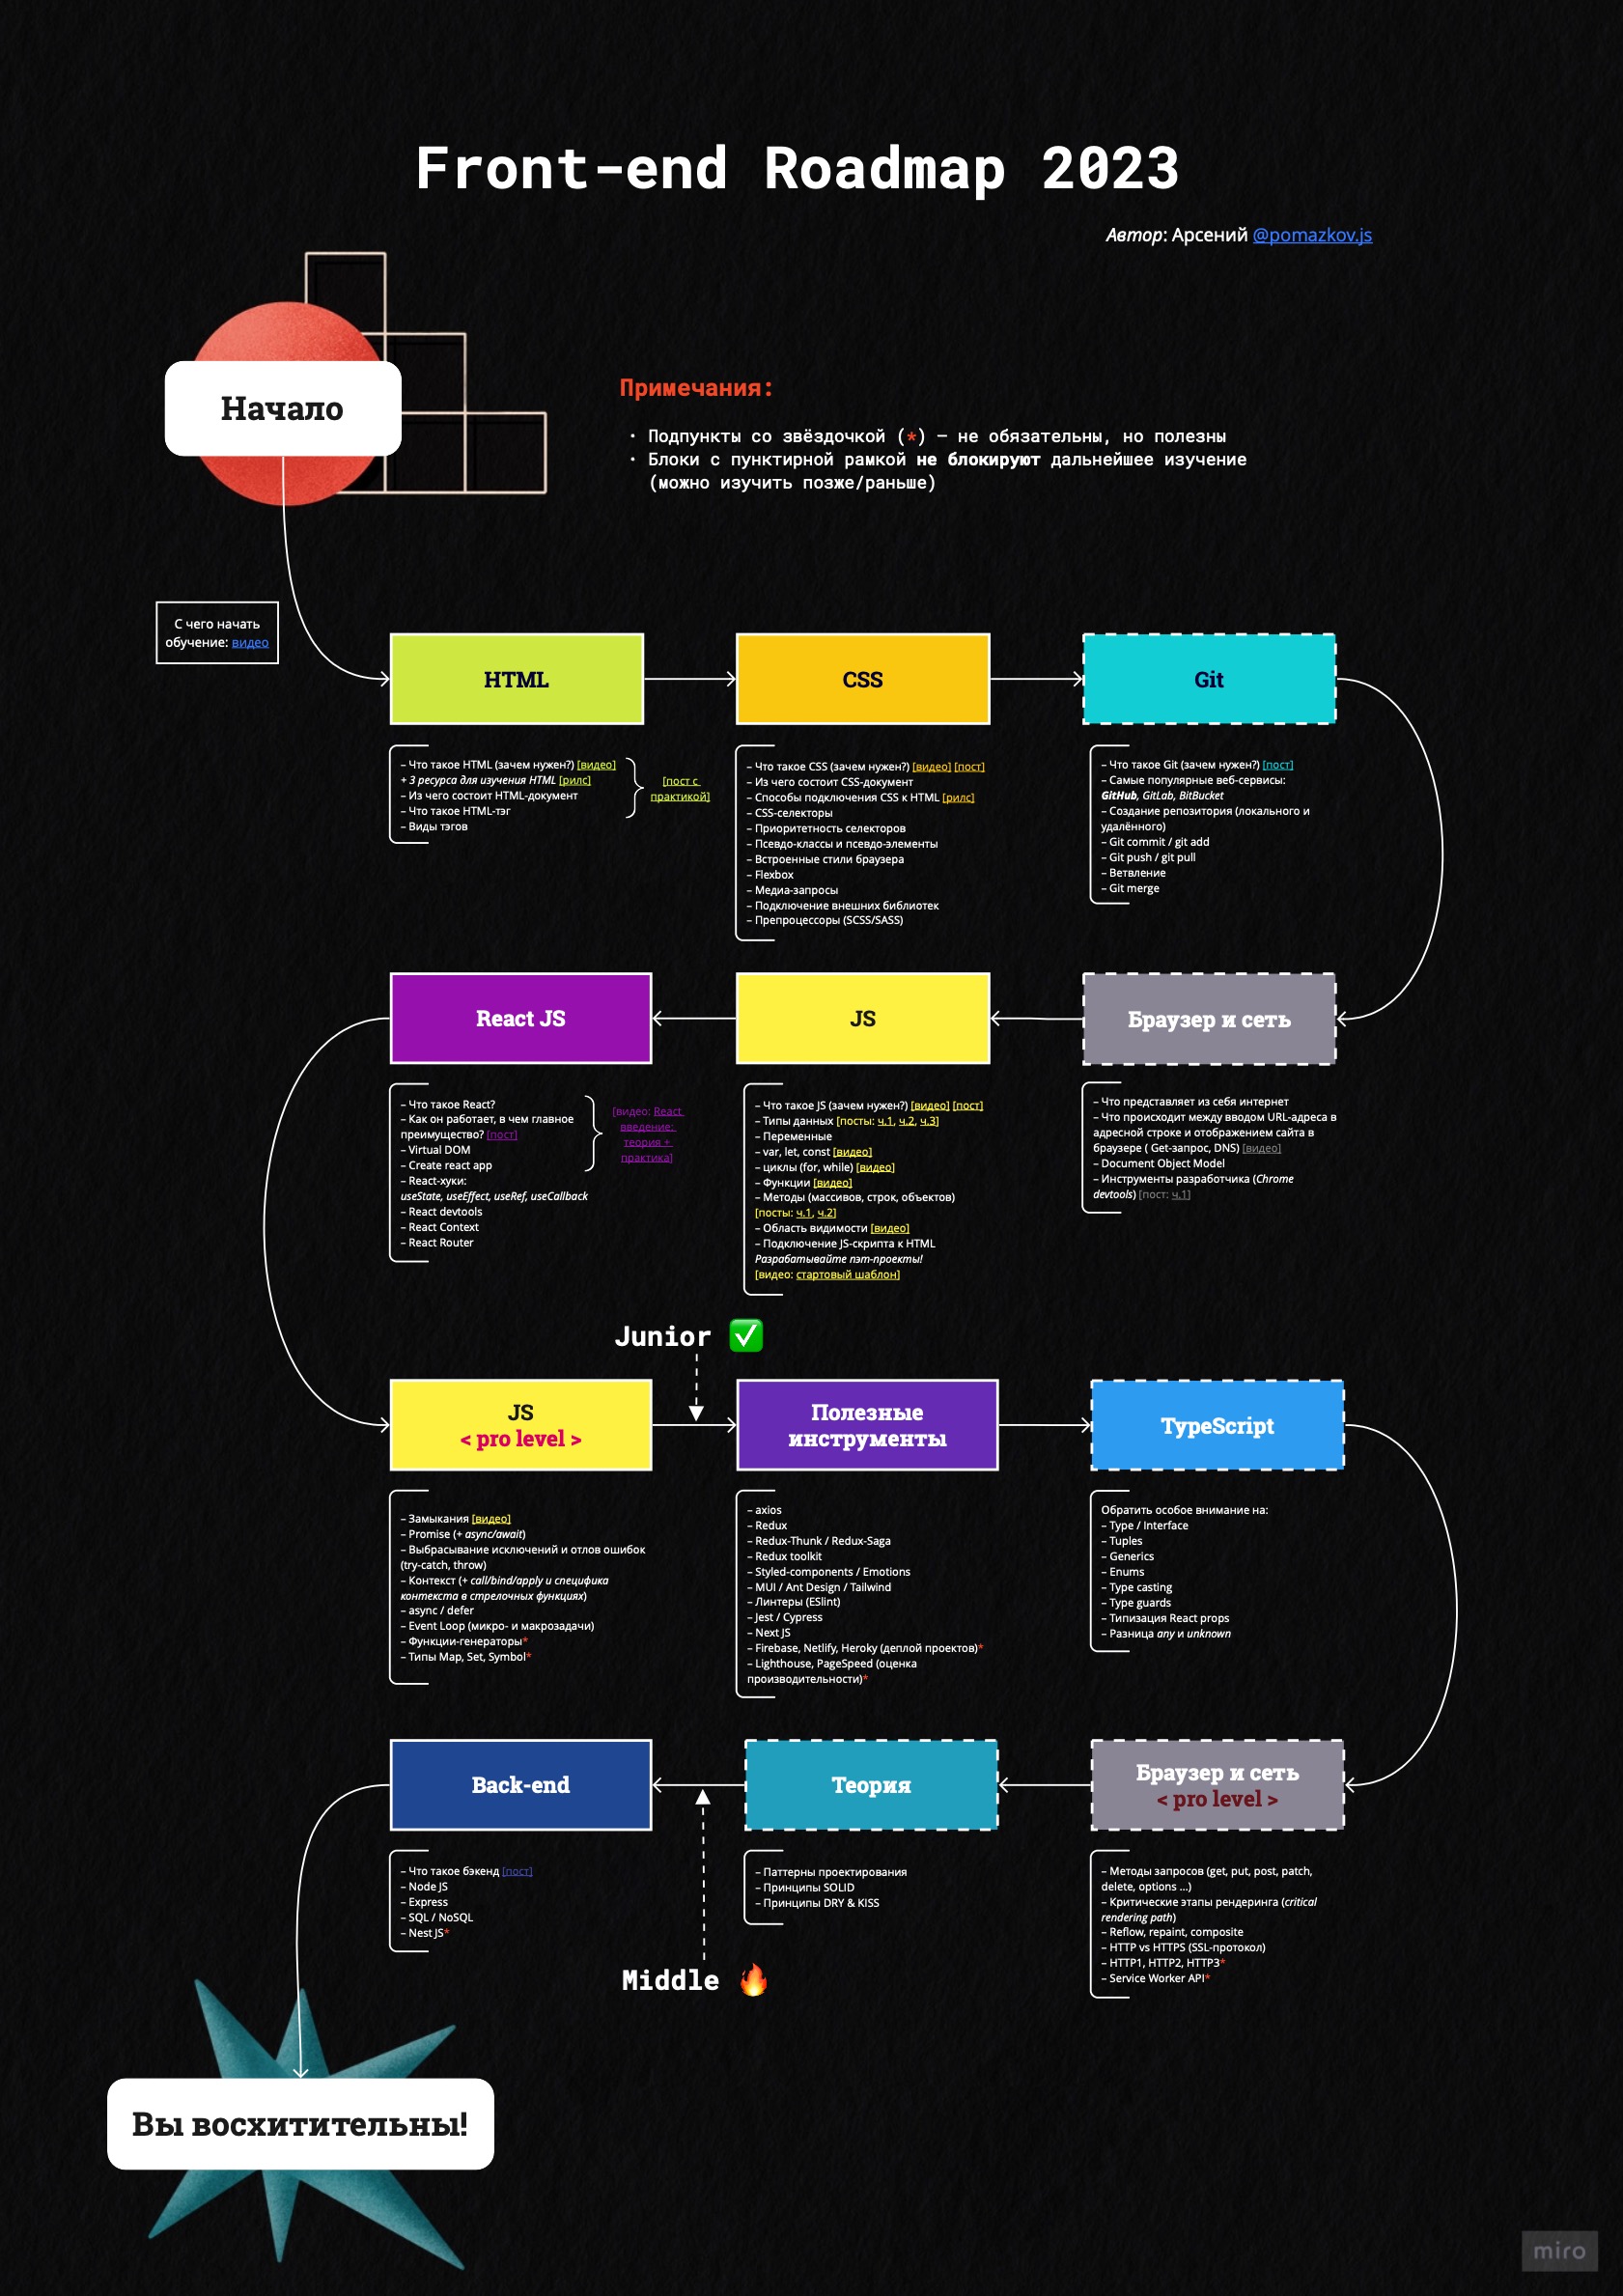 Front-end Roadmap 2023
Автор: Арсений @pomazkov.js
Начало
Примечания:
· Подпункты со звёздочкой (*) – не обязательны, но полезны
· Блоки с пунктирной рамкой не блокируют дальнейшее изучение
(можно изучить позже/раньше)
С чего начать
обучение: видео
HTML
– Что такое HTML (зачем нужен?) [видео]
+ 3 ресурса для изучения HTML [рилс]
– Из чего состоит HTML-документ
– Что такое HTML-тэг
– Виды тэгов
[пост с
практикой]
CSS
– Что такое CSS (зачем нужен?) [видео] [пост]
– Из чего состоит CSS-документ
– Способы подключения CSS к HTML [рилс]
– CSS-селекторы
– Приоритетность селекторов
– Псевдо-классы и псевдо-элементы
– Встроенные стили браузера
– Flexbox
– Медиа-запросы
– Подключение внешних библиотек
– Препроцессоры (SCSS/SASS)
Git
– Что такое Git (зачем нужен?) [пост]
– Самые популярные веб-сервисы:
GitHub, GitLab, BitBucket
– Создание репозитория (локального и
удалённого)
– Git commit / git add
– Git push / git pull
– Ветвление
– Git merge
Браузер и сеть
– Что представляет из себя интернет
– Что происходит между вводом URL-адреса в
адресной строке и отображением сайта в
браузере ( Get-запрос, DNS) [видео]
– Document Object Model
– Инструменты разработчика (Chrome
devtools) [пост: ч.1]
JS
– Что такое JS (зачем нужен?) [видео] [пост]
– Типы данных [посты: ч.1, ч.2, ч.3]
– Переменные
– var, let, const [видео]
– циклы (for, while) [видео]
– Функции [видео]
– Методы (массивов, строк, объектов)
[посты: ч.1, ч.2]
– Область видимости [видео]
– Подключение JS-скрипта к HTML
Разрабатывайте пэт-проекты!
[видео: стартовый шаблон]
React JS
– Что такое React?
– Как он работает, в чем главное
преимущество? [пост]
– Virtual DOM
– Create react app
– React-хуки:
useState, useEffect, useRef, useCallback
– React devtools
– React Context
– React Router
[видео: React
введение:
теория +
практика]
Junior ✅
JS
< pro level >
– Замыкания [видео]
– Promise (+ async/await)
– Выбрасывание исключений и отлов ошибок
(try-catch, throw)
– Контекст (+ call/bind/apply и специфика
контекста в стрелочных функциях)
– async / defer
– Event Loop (микро- и макрозадачи)
– Функции-генераторы*
– Типы Map, Set, Symbol*
Полезные
инструменты
– axios
– Redux
– Redux-Thunk / Redux-Saga
– Redux toolkit
– Styled-components / Emotions
– MUI / Ant Design / Tailwind
– Линтеры (ESlint)
– Jest / Cypress
– Next JS
– Firebase, Netlify, Heroky (деплой проектов)*
– Lighthouse, PageSpeed (оценка
производительности)*
TypeScript
Обратить особое внимание на:
– Type / Interface
– Tuples
– Generics
– Enums
– Type casting
– Type guards
– Типизация React props
– Разница any и unknown
Браузер и сеть
< pro level >
– Методы запросов (get, put, post, patch,
delete, options ...)
– Критические этапы рендеринга (critical
rendering path)
– Reflow, repaint, composite
– HTTP vs HTTPS (SSL-протокол)
– HTTP1, HTTP2, HTTP3*
– Service Worker API*
Теория
– Паттерны проектирования
– Принципы SOLID
– Принципы DRY & KISS
Middle 🔥
Back-end
– Что такое бэкенд [пост]
– Node JS
– Express
– SQL / NoSQL
– Nest JS*
Вы восхитительны!
miro